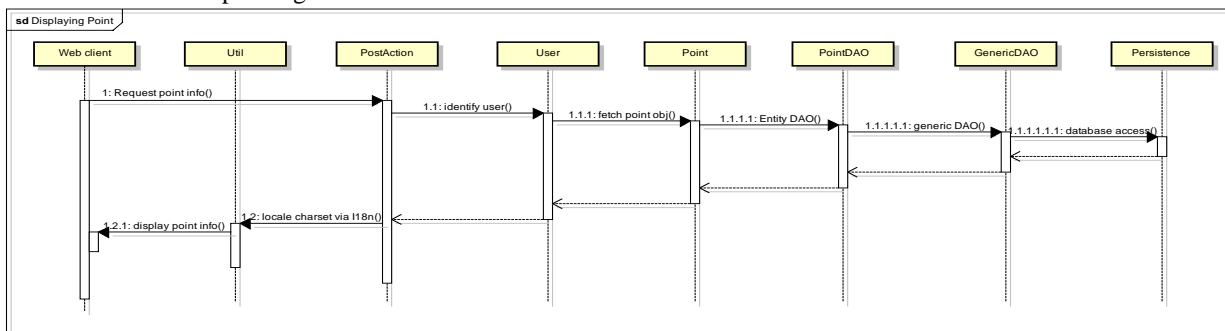 sd Displaying Point
Web client Util PostAction User Point PointDAO GenericDAO Persistence
1: Request point info()
1.1: identify user()
1.1.1: fetch point obj()
1.1.1.1: Entity DAO()
1.1.1.1.1: generic DAO()
1.1.1.1.1.1: database access()
1.2: locale charset via I18n()
1.2.1: display point info()